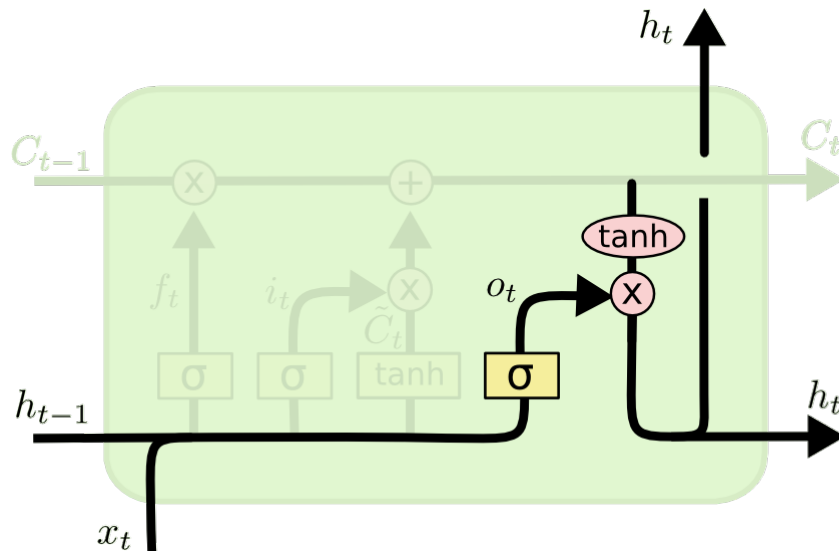 h_t
C_{t-1}
C_t
x
+
tanh
f_t
i_t
x
o_t
x
C̃_t
σ
σ
tanh
σ
h_{t-1}
h_t
x_t